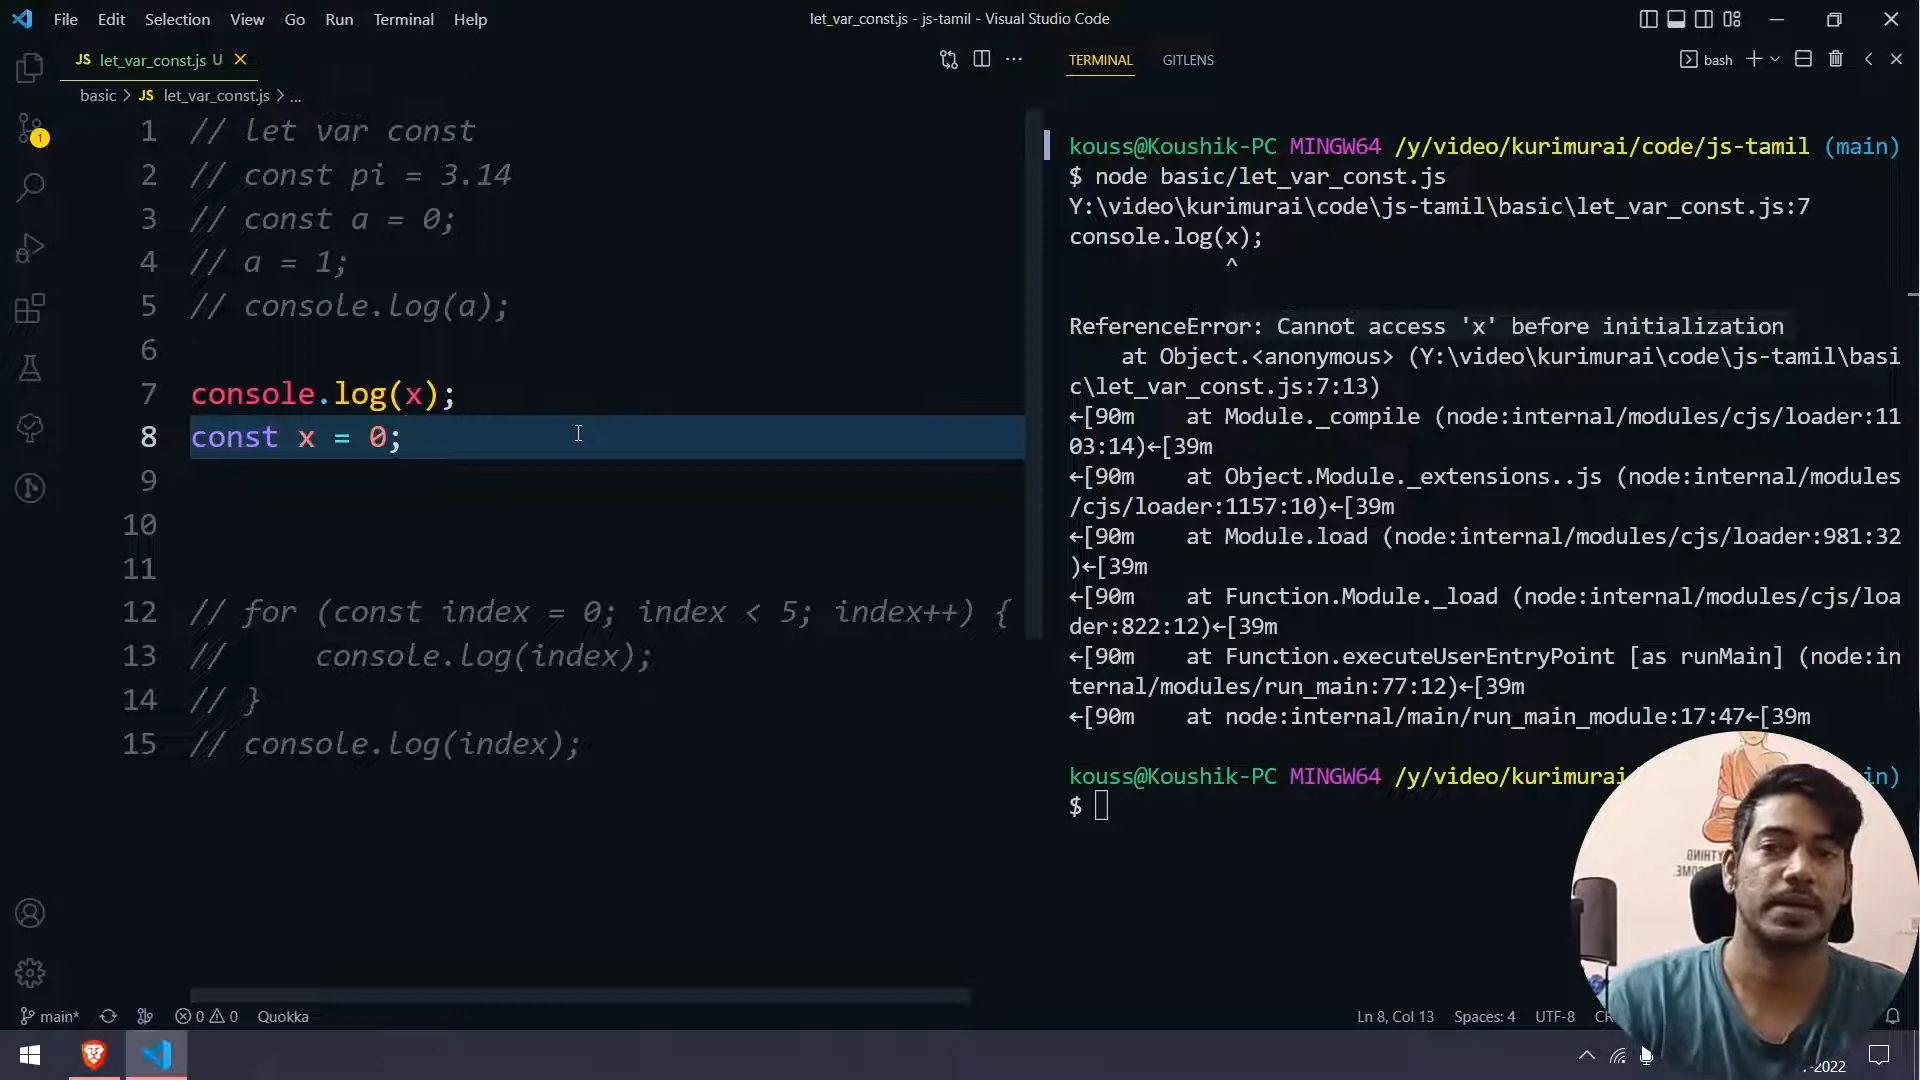 File Edit Selection View Go Run Terminal Help
let_var_const.js - js-tamil - Visual Studio Code
JS let_var_const.js U
basic > JS let_var_const.js > ...
1 // let var const
2 // const pi = 3.14
3 // const a = 0;
4 // a = 1;
5 // console.log(a);
6
7 console.log(x);
8 const x = 0;
9
10
11
12 // for (const index = 0; index < 5; index++) {
13 //     console.log(index);
14 // }
15 // console.log(index);
1
TERMINAL GITLENS
bash
kouss@Koushik-PC MINGW64 /y/video/kurimurai/code/js-tamil (main)
$ node basic/let_var_const.js
Y:\video\kurimurai\code\js-tamil\basic\let_var_const.js:7
console.log(x);
^
ReferenceError: Cannot access 'x' before initialization
    at Object.<anonymous> (Y:\video\kurimurai\code\js-tamil\basi
c\let_var_const.js:7:13)
←[90m    at Module._compile (node:internal/modules/cjs/loader:11
03:14)←[39m
←[90m    at Object.Module._extensions..js (node:internal/modules
/cjs/loader:1157:10)←[39m
←[90m    at Module.load (node:internal/modules/cjs/loader:981:32
)←[39m
←[90m    at Function.Module._load (node:internal/modules/cjs/loa
der:822:12)←[39m
←[90m    at Function.executeUserEntryPoint [as runMain] (node:in
ternal/modules/run_main:77:12)←[39m
←[90m    at node:internal/main/run_main_module:17:47←[39m
kouss@Koushik-PC MINGW64 /y/video/kurimurai
$
main* 0 0 Quokka
Ln 8, Col 13 Spaces: 4 UTF-8
-2022